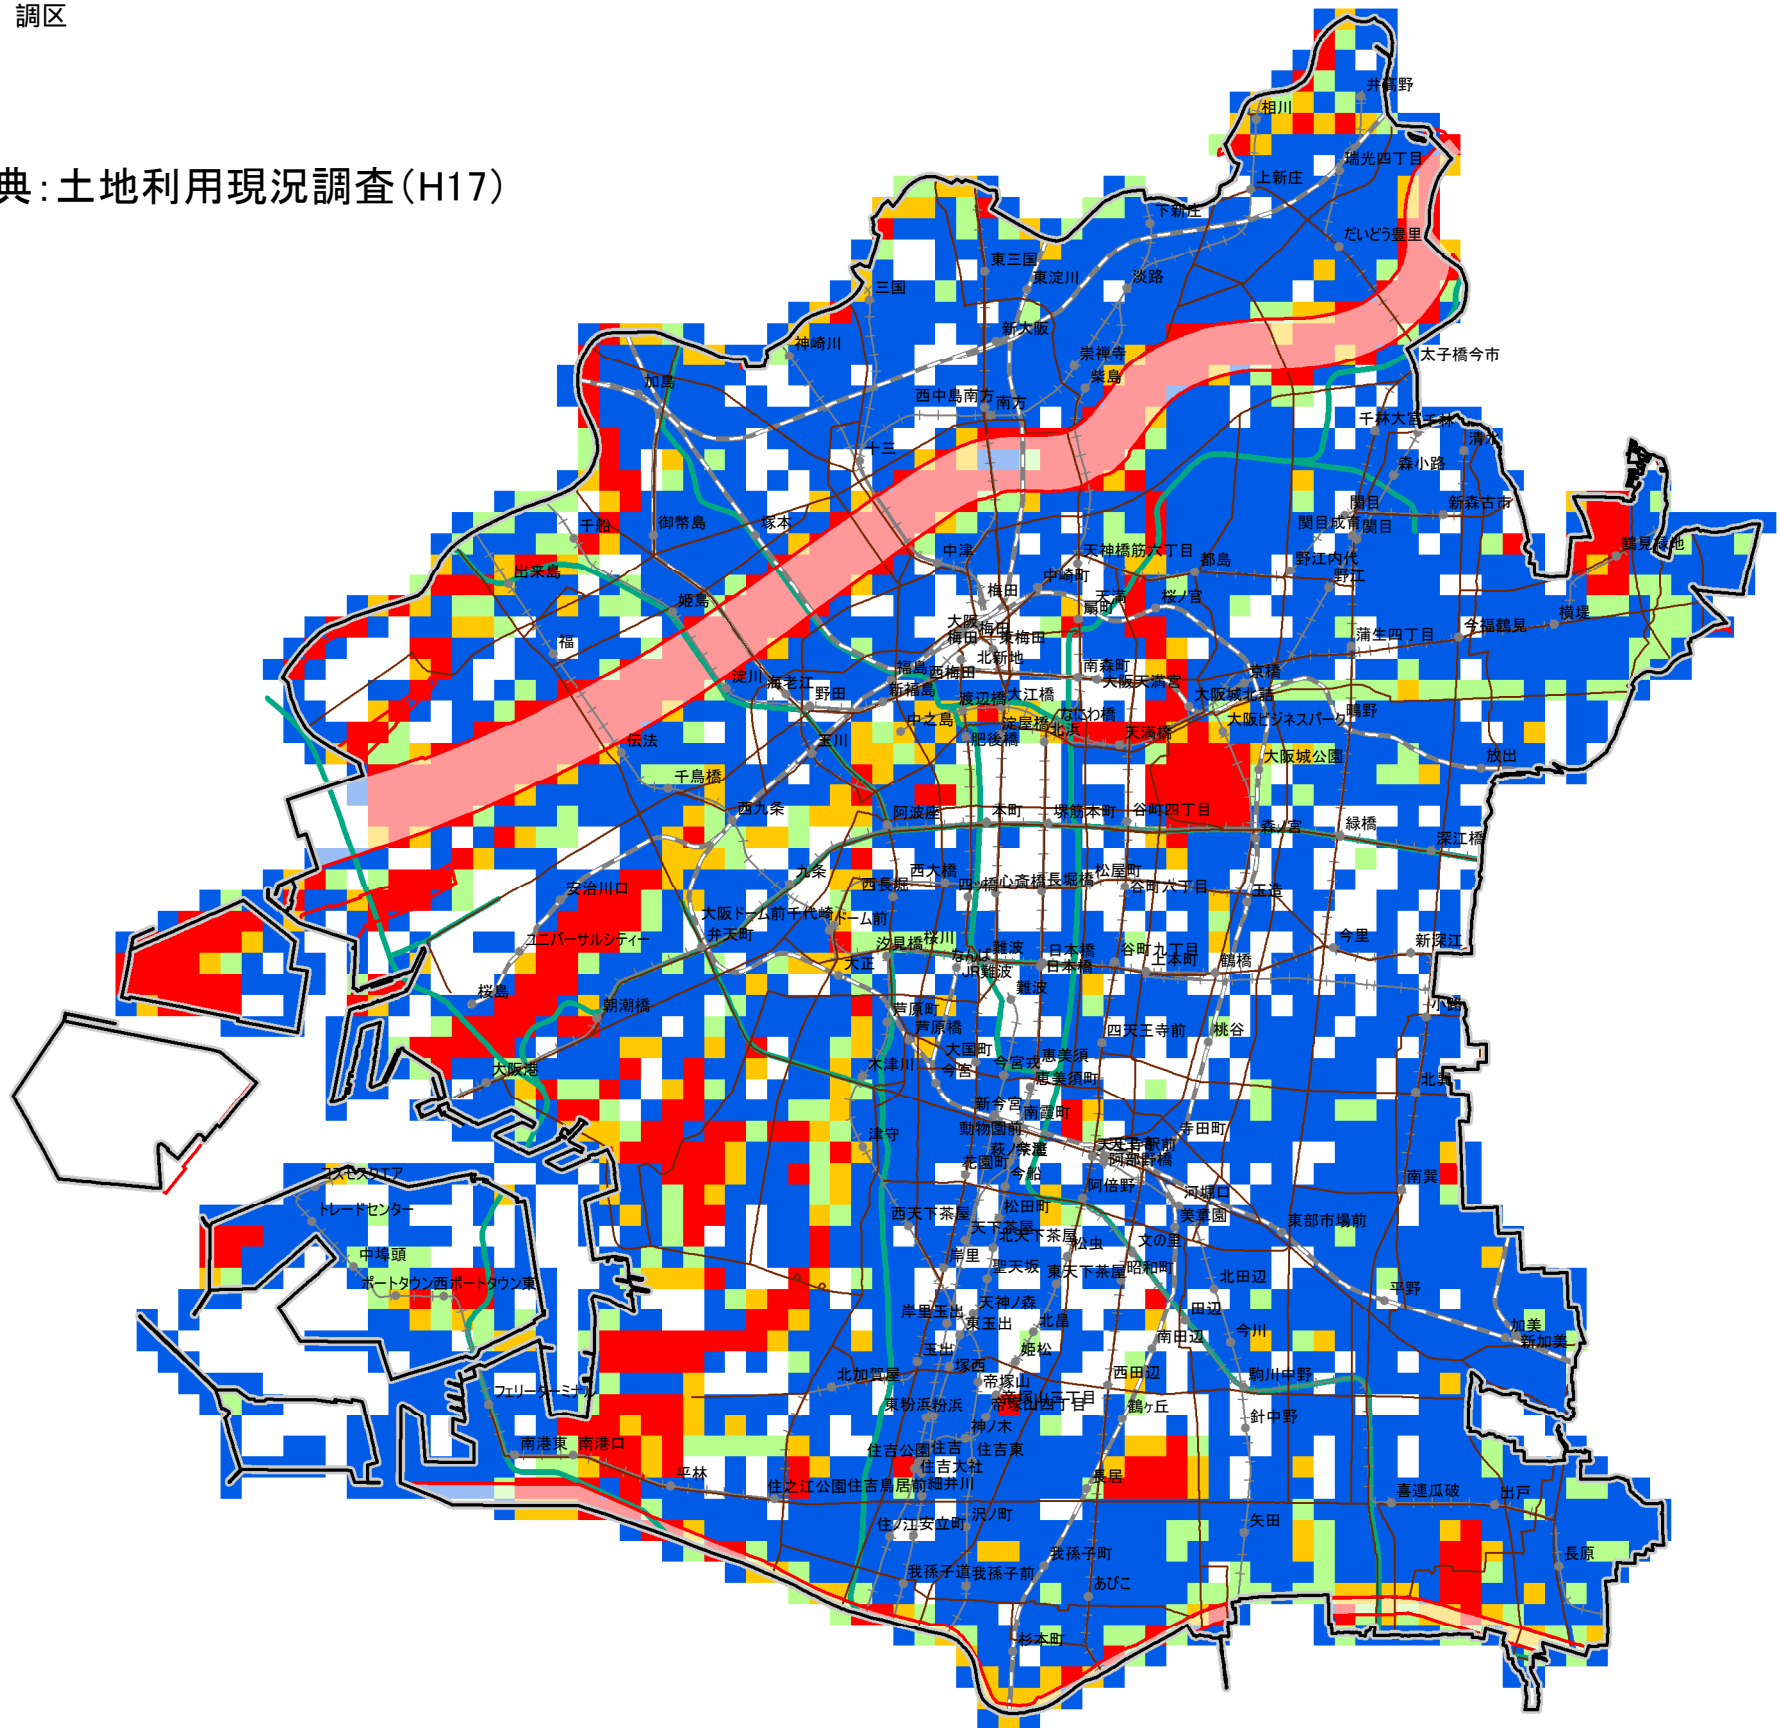 調区
典：土地利用現況調査（H17）
井高野
相川
瑞光四丁目
上新庄
下新庄
だいどう豊里
東三国
東淀川
淡路
三国
新大阪
神崎川
崇禅寺
太子橋今市
加島
柴島
西中島南方
南方
千林大宮
千林
清水
十三
森小路
関目
新森古市
千船
御幣島
塚本
関目成育
関目
中津
天神橋筋六丁目
都島
野江内代
鶴見緑地
出来島
中崎町
野江
梅田
天満
姫島
扇町
桜ノ宮
横堤
大阪
梅田
梅田
東梅田
蒲生四丁目
今福鶴見
福
北新地
福島
西梅田
南森町
京橋
淀川
海老江
大阪天満宮
野田
新福島
渡辺橋
大江橋
大阪城北詰
中之島
淀屋橋
なにわ橋
大阪ビジネスパーク
鴫野
伝法
玉川
肥後橋
北浜
天満橋
大阪城公園
放出
千鳥橋
西九条
阿波座
本町
堺筋本町
谷町四丁目
森ノ宮
緑橋
深江橋
九条
西大橋
松屋町
安治川口
西長堀
四ッ橋
心斎橋
長堀橋
谷町六丁目
玉造
大阪ドーム前千代崎
ドーム前
ユニバーサルシティー
弁天町
汐見橋
桜川
難波
日本橋
谷町九丁目
今里
新深江
なんば
大正
JR難波
日本橋
上本町
鶴橋
桜島
難波
朝潮橋
芦原町
小路
芦原橋
四天王寺前
桃谷
大国町
恵美須
大阪港
木津川
今宮
今宮戎
恵美須町
北巽
新今宮
南霞町
津守
動物園前
寺田町
天王寺駅前
阿部野橋
花園町
コスモスクエア
今船
阿倍野
南巽
トレードセンター
西天下茶屋
松田町
河堀口
天下茶屋
美章園
東部市場前
中埠頭
北天下茶屋
松虫
文の里
岸里
聖天坂
東天下茶屋
昭和町
北田辺
ポートタウン西
ポートタウン東
平野
岸里玉出
天神ノ森
田辺
東玉出
北畠
今川
加美
南田辺
新加美
玉出
姫松
塚西
北加賀屋
帝塚山
西田辺
駒川中野
フェリーターミナル
東粉浜
粉浜
帝塚山三丁目
帝塚山四丁目
鶴ヶ丘
針中野
神ノ木
南港東
南港口
住吉公園
住吉
住吉東
平林
住吉大社
長居
住之江公園
住吉鳥居前
細井川
喜連瓜破
出戸
住ノ江
安立町
沢ノ町
矢田
我孫子町
長原
我孫子道
我孫子前
あびこ
杉本町